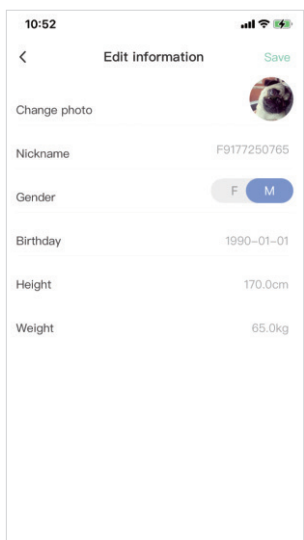 10:52
Edit information
Save
Change photo
Nickname F9177250765
Gender F M
Birthday 1990-01-01
Height 170.0cm
Weight 65.0kg